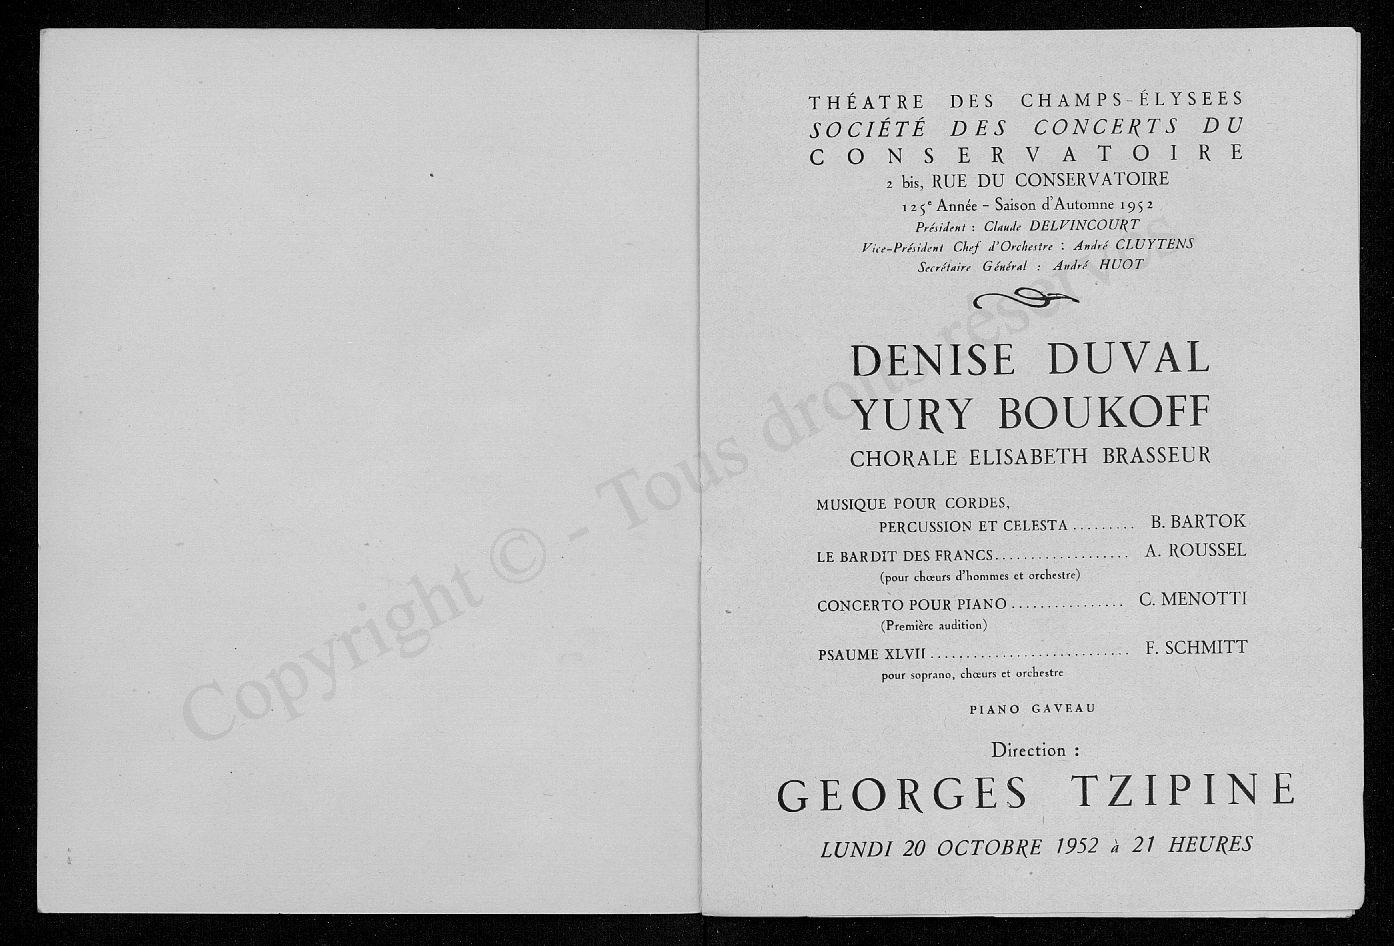 THÉATRE DES CHAMPS-ÉLYSEES
SOCIÉTÉ DES CONCERTS DU
CONSERVATOIRE
2 bis, RUE DU CONSERVATOIRE
125e Année - Saison d'Automne 1952
Président : Claude DELVINCOURT
Vice-Président Chef d'Orchestre : André CLUYTENS
Secrétaire Général : André HUOT
DENISE DUVAL
YURY BOUKOFF
CHORALE ELISABETH BRASSEUR
MUSIQUE POUR CORDES,
PERCUSSION ET CELESTA ......... B. BARTOK
LE BARDIT DES FRANCS................... A. ROUSSEL
(pour chœurs d'hommes et orchestre)
CONCERTO POUR PIANO ................ C. MENOTTI
(Première audition)
PSAUME XLVII ............................ F. SCHMITT
pour soprano, chœurs et orchestre
PIANO GAVEAU
Direction :
GEORGES TZIPINE
LUNDI 20 OCTOBRE 1952 à 21 HEURES
Copyright © - Tous droits réservés.